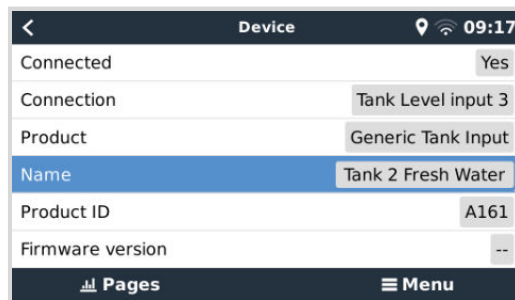 Device 09:17
Connected Yes
Connection Tank Level input 3
Product Generic Tank Input
Name Tank 2 Fresh Water
Product ID A161
Firmware version --
Pages Menu